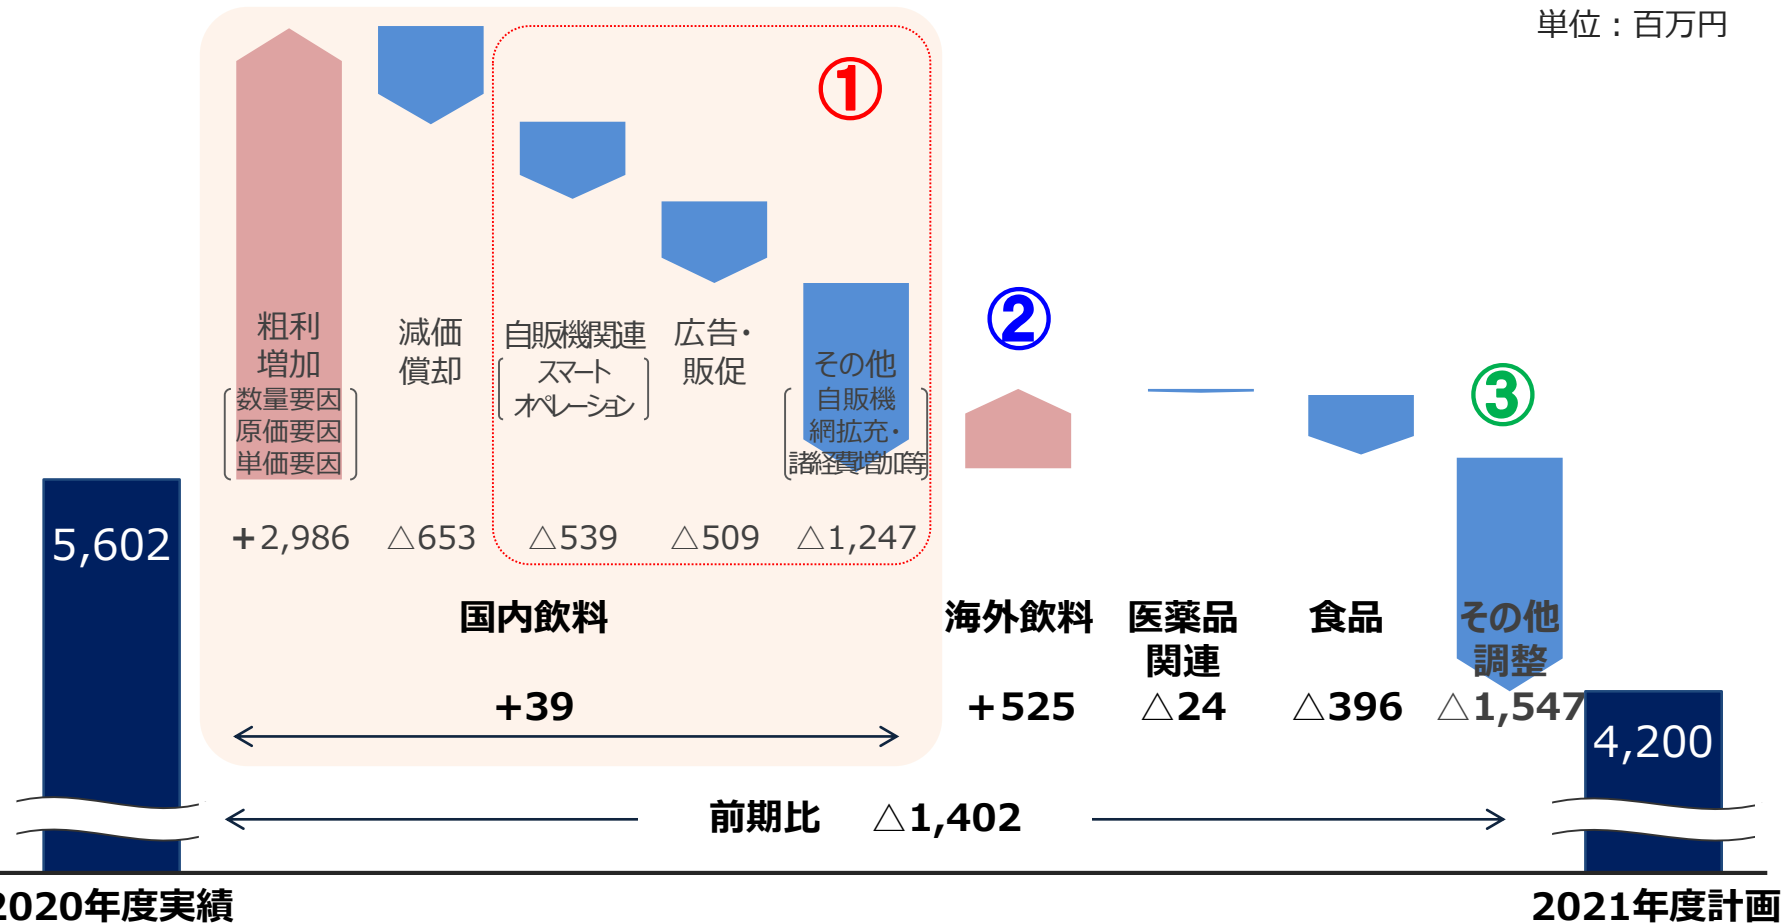 単位：百万円
①
粗利
増加
数量要因
原価要因
単価要因
減価
償却
自販機関連
スマート
オペレーション
広告・
販促
その他
自販機
網拡充・
諸経費増加等
②
③
5,602
+2,986
△653
△539
△509
△1,247
国内飲料
+39
海外飲料
+525
医薬品
関連
△24
食品
△396
その他
調整
△1,547
4,200
前期比 △1,402
2020年度実績
2021年度計画